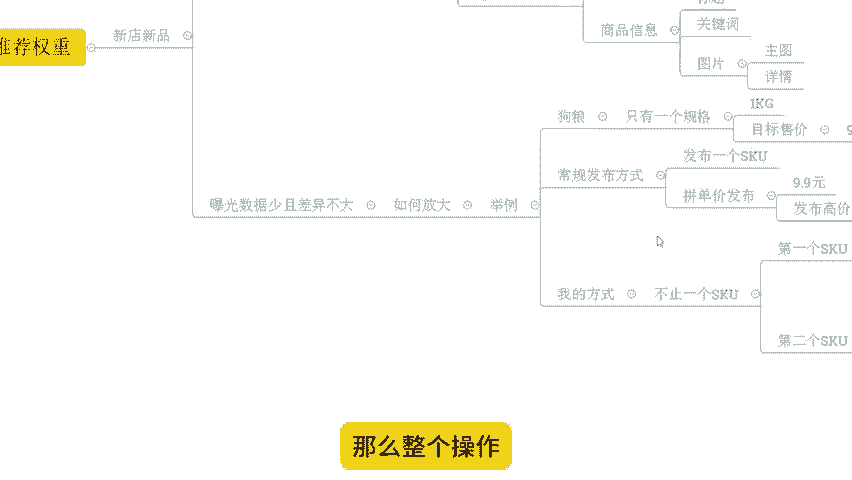 推荐权重
新店新品
商品信息
关键词
图片
主图
详情
曝光数据少且差异不大
如何放大
举例
狗粮
只有一个规格
1KG
目标售价
常规发布方式
发布一个SKU
拼单价发布
9.9元
发布高价
我的方式
不止一个SKU
第一个SKU
第二个SKU
那么整个操作